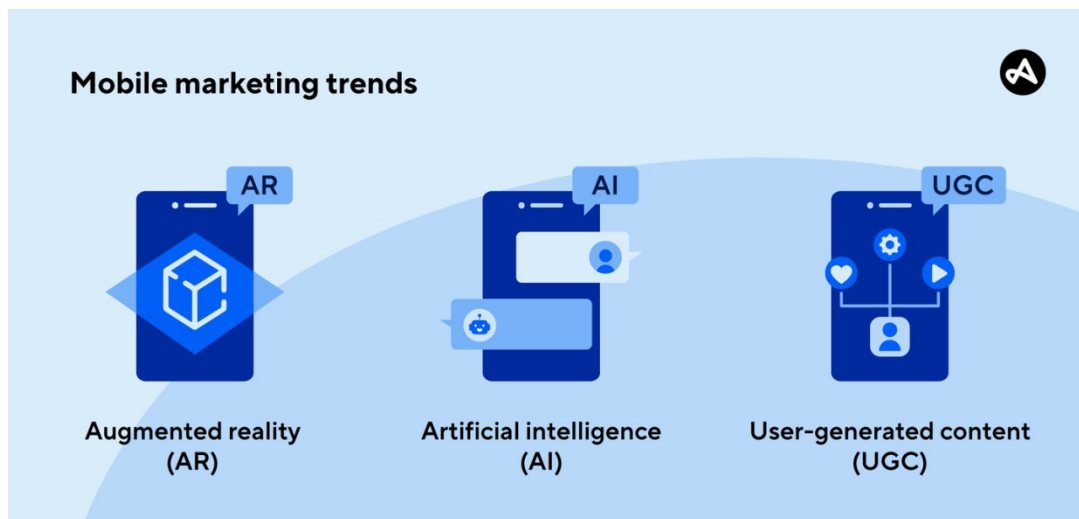 Mobile marketing trends
AR
AI
UGC
Augmented reality
(AR)
Artificial intelligence
(AI)
User-generated content
(UGC)